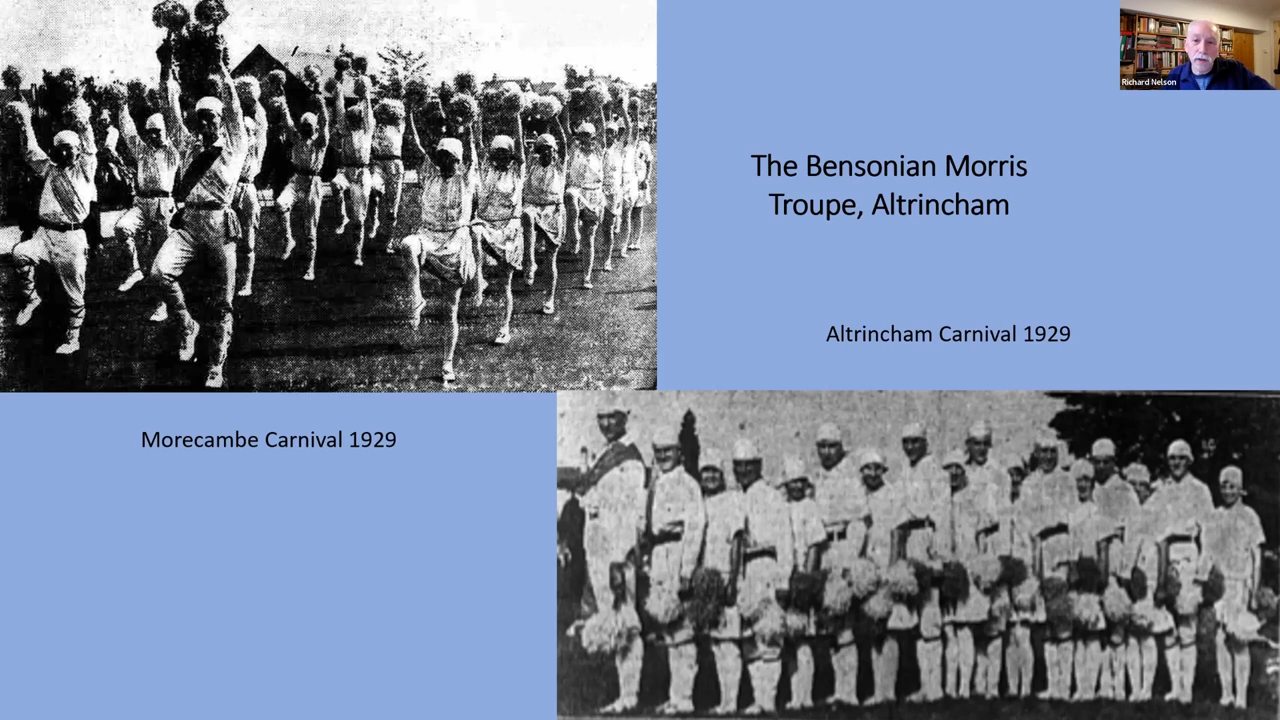 Richard Nelson
The Bensonian Morris
Troupe, Altrincham
Altrincham Carnival 1929
Morecambe Carnival 1929